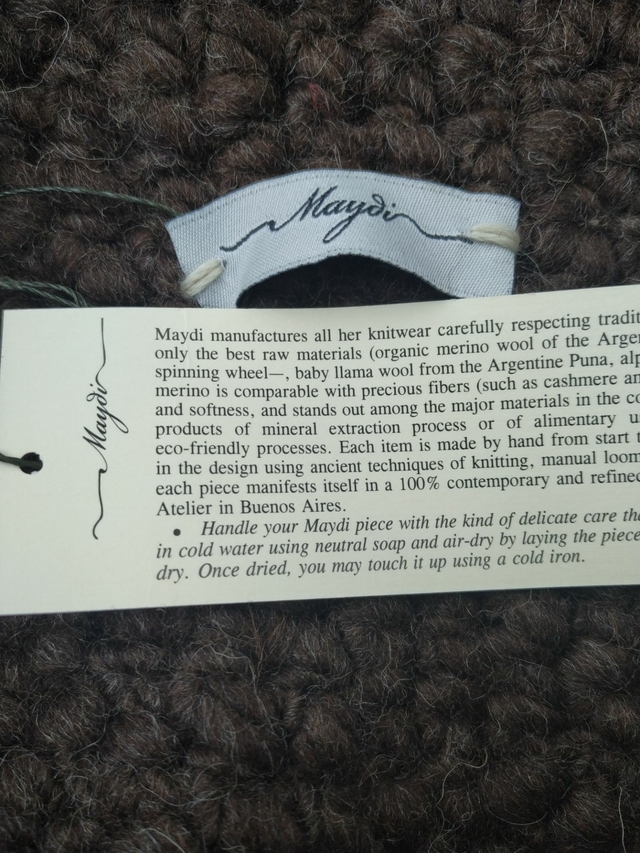 Maydi
Maydi
Maydi manufactures all her knitwear carefully respecting tradit
only the best raw materials (organic merino wool of the Arge
spinning wheel—, baby llama wool from the Argentine Puna, alp
merino is comparable with precious fibers (such as cashmere an
and softness, and stands out among the major materials in the co
products of mineral extraction process or of alimentary u
eco-friendly processes. Each item is made by hand from start t
in the design using ancient techniques of knitting, manual loom
each piece manifests itself in a 100% contemporary and refined
Atelier in Buenos Aires.
• Handle your Maydi piece with the kind of delicate care tha
in cold water using neutral soap and air-dry by laying the piece
dry. Once dried, you may touch it up using a cold iron.